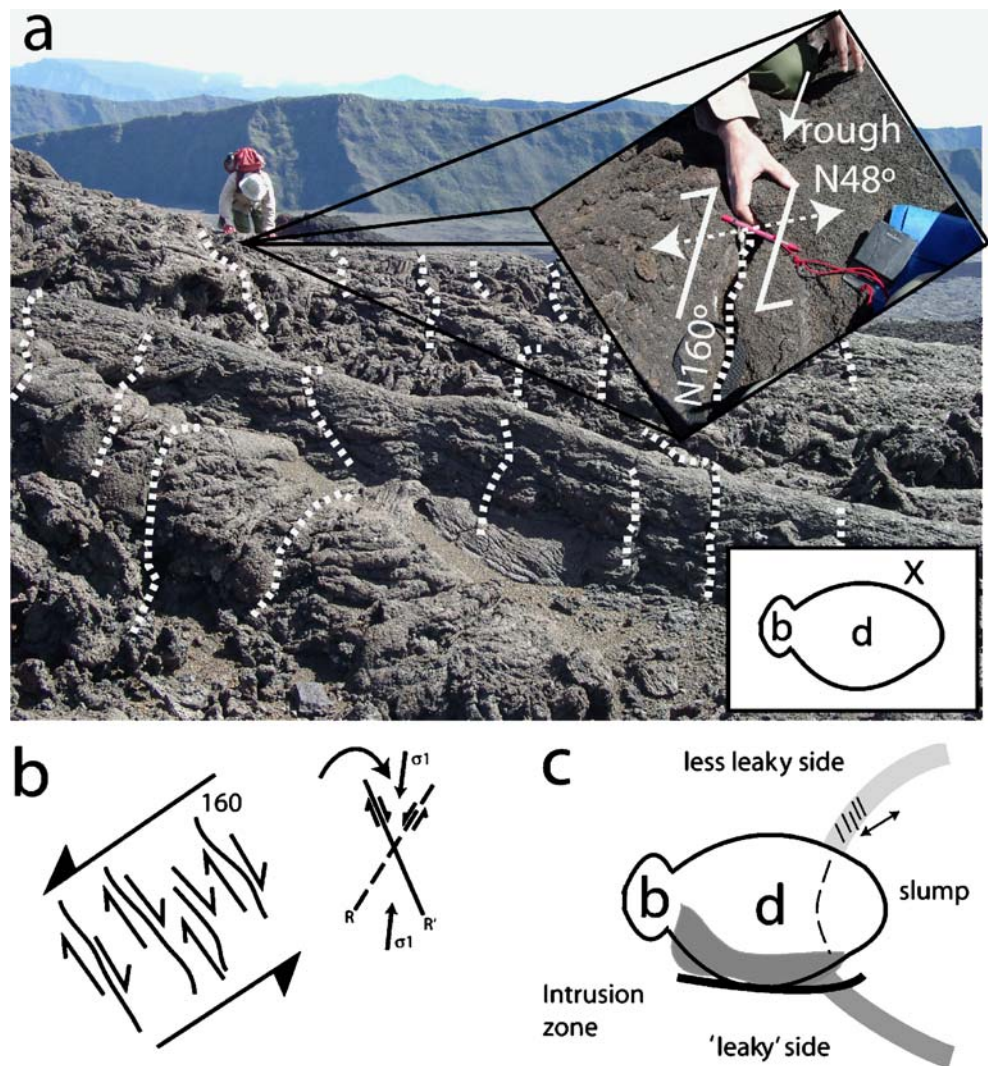 a
rough
N48°
N160°
x
b
d
b
160
σ1
R
R'
σ1
c
less leaky side
b
d
slump
Intrusion
zone
'leaky' side